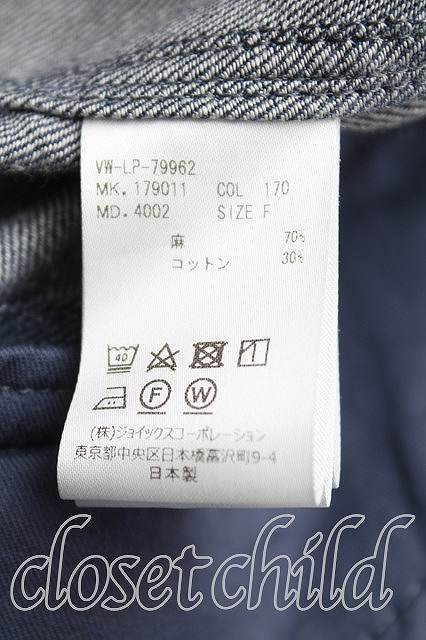 VW-LP-79962
MK. 179011 COL 170
MD. 4002 SIZE F
麻 70%
コットン 30%
40
F W
(株)ジョイックスコーポレーション
東京都中央区日本橋富沢町9-4
日本製
closet child